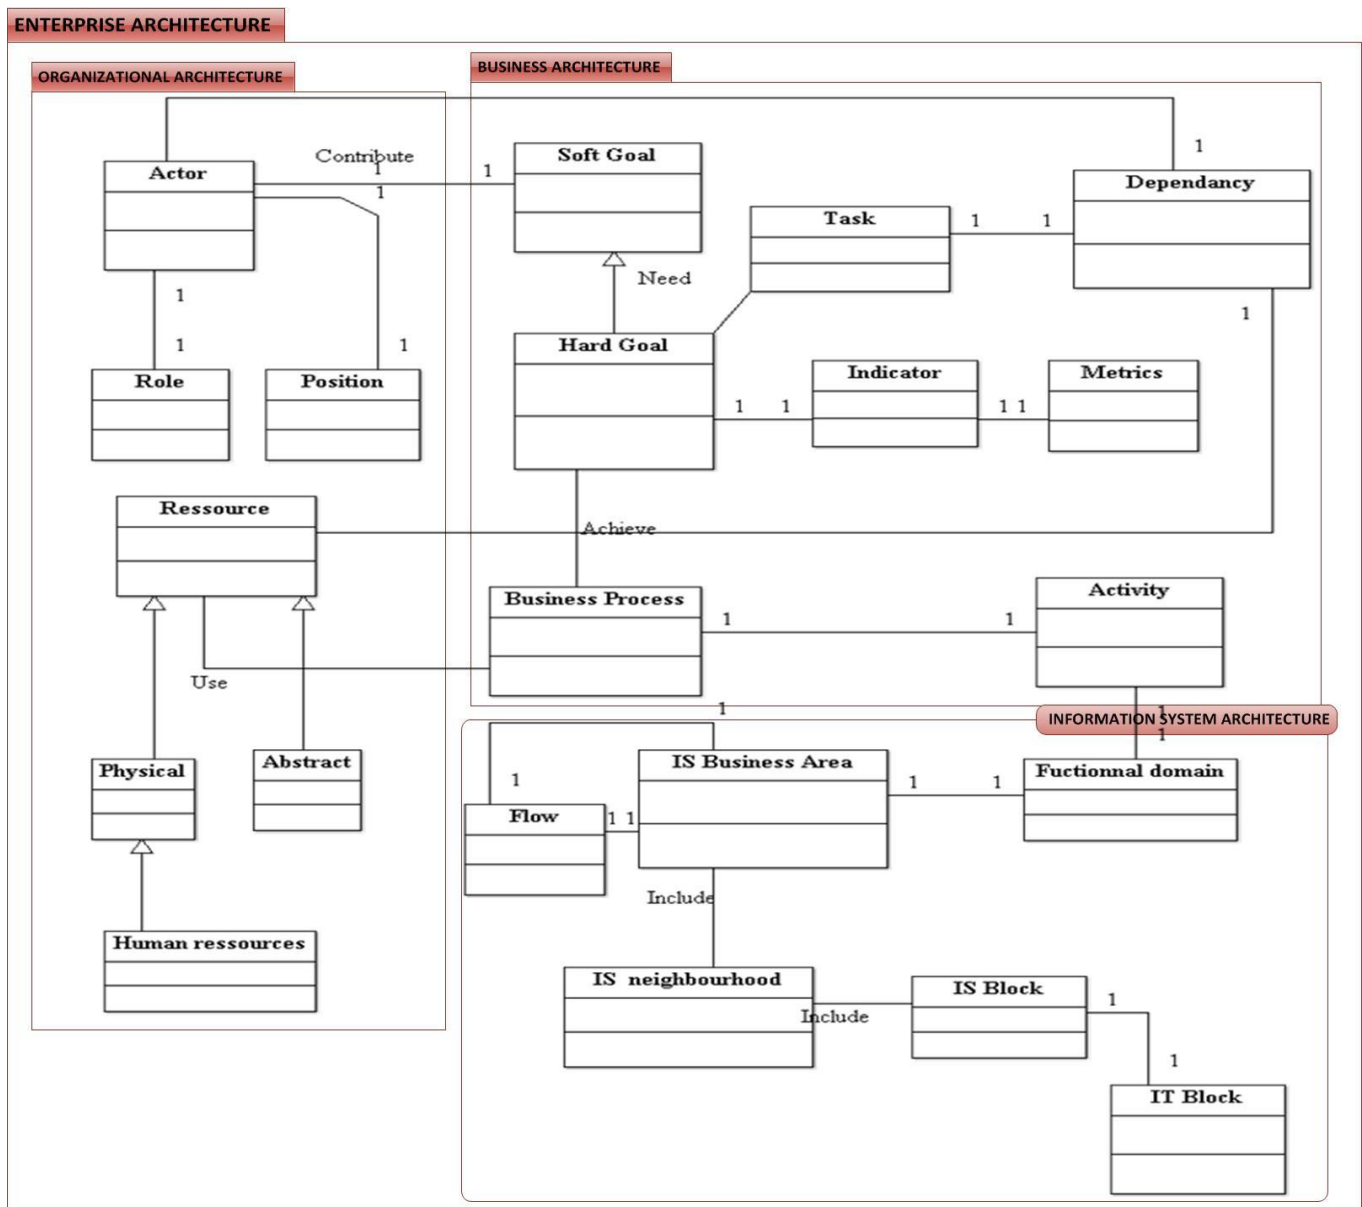 ENTERPRISE ARCHITECTURE
ORGANIZATIONAL ARCHITECTURE
BUSINESS ARCHITECTURE
Contribute
1
1
1
1
Actor
Soft Goal
Dependancy
Task
1
1
Need
1
1
1
1
Role
Position
Hard Goal
Indicator
Metrics
1
1
1 1
Ressource
Achieve
Business Process
Activity
1
1
Use
1
INFORMATION SYSTEM ARCHITECTURE
1
1
Physical
Abstract
IS Business Area
Fuctionnal domain
1
1
1
Flow
1 1
Include
Human ressources
IS neighbourhood
IS Block
1
Include
1
IT Block